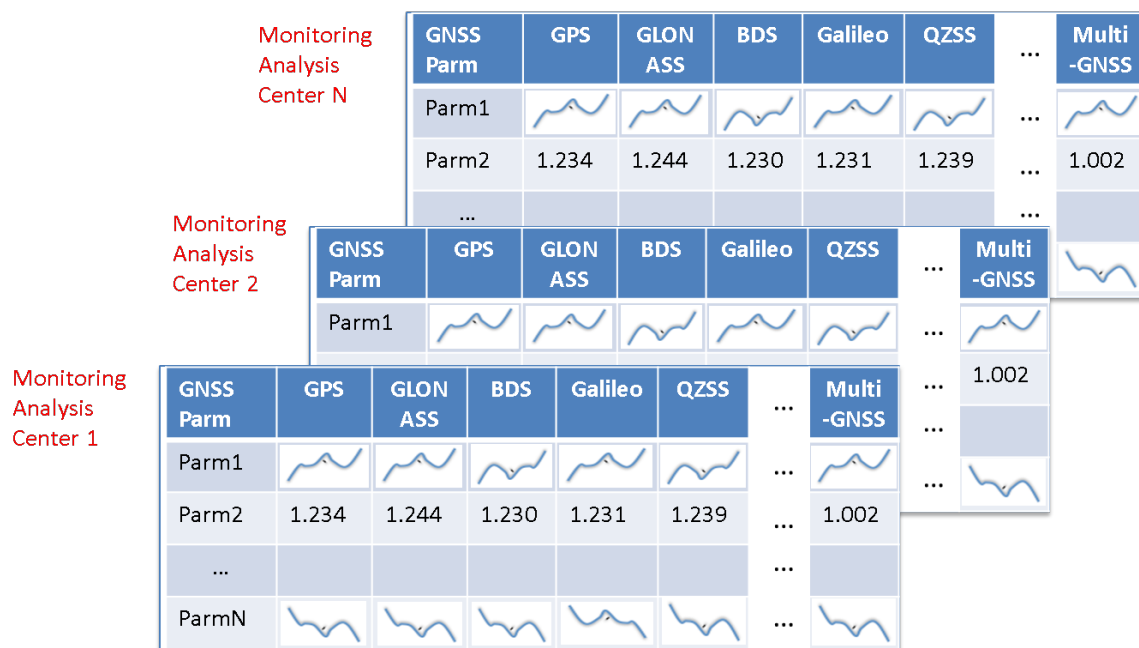 Monitoring
Analysis
Center N
GNSS Parm GPS GLON ASS BDS Galileo QZSS ... Multi -GNSS
Parm1 ... 
Parm2 1.234 1.244 1.230 1.231 1.239 ... 1.002
... ...
Monitoring
Analysis
Center 2
GNSS Parm GPS GLON ASS BDS Galileo QZSS ... Multi -GNSS
Parm1 ...
... 1.002
...
...
Monitoring
Analysis
Center 1
GNSS Parm GPS GLON ASS BDS Galileo QZSS ... Multi -GNSS
Parm1 ...
Parm2 1.234 1.244 1.230 1.231 1.239 ... 1.002
... ...
ParmN ...